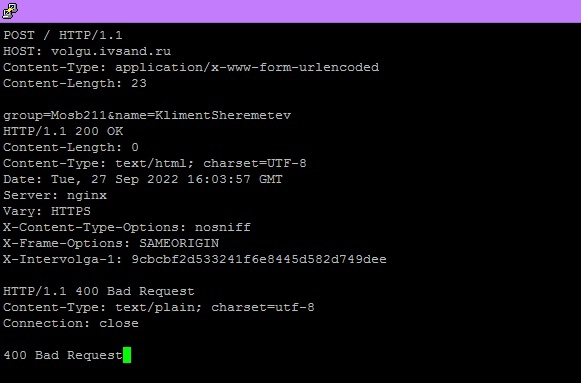 POST / HTTP/1.1
HOST: volgu.ivsand.ru
Content-Type: application/x-www-form-urlencoded
Content-Length: 23
group=Mosb211&name=KlimentSheremetev
HTTP/1.1 200 OK
Content-Length: 0
Content-Type: text/html; charset=UTF-8
Date: Tue, 27 Sep 2022 16:03:57 GMT
Server: nginx
Vary: HTTPS
X-Content-Type-Options: nosniff
X-Frame-Options: SAMEORIGIN
X-Intervolga-1: 9cbcbf2d533241f6e8445d582d749dee
HTTP/1.1 400 Bad Request
Content-Type: text/plain; charset=utf-8
Connection: close
400 Bad Request